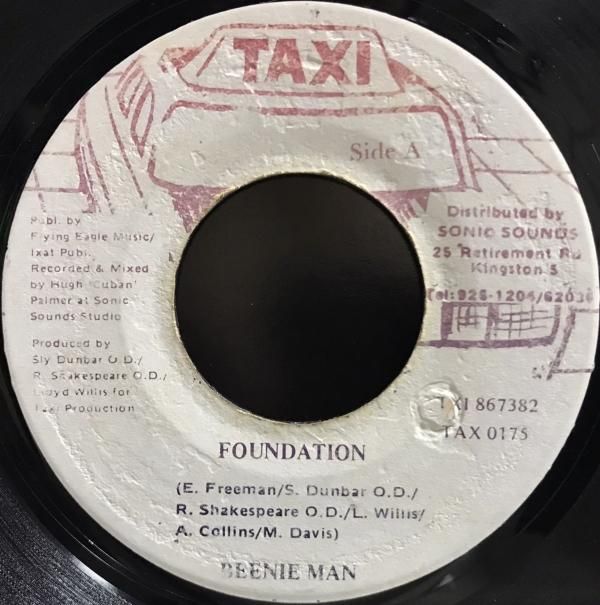 TAXI
Side A
Publ. by
Flying Eagle Music/
Ixat Publ.
Recorded & Mixed
by Hugh 'Cuban'
Palmer at Sonic
Sounds Studio
Produced by
Sly Dunbar O.D./
R. Shakespeare O.D./
Lloyd Willis for
Taxi Production
Distributed by
SONIC SOUNDS
25 Retirement Rd
Kingston 5
Tel:926-1204/
TXI 867382
TAX 0175
FOUNDATION
(E. Freeman/S. Dunbar O.D./
R. Shakespeare O.D./L. Willis/
A. Collins/M. Davis)
BEENIE MAN